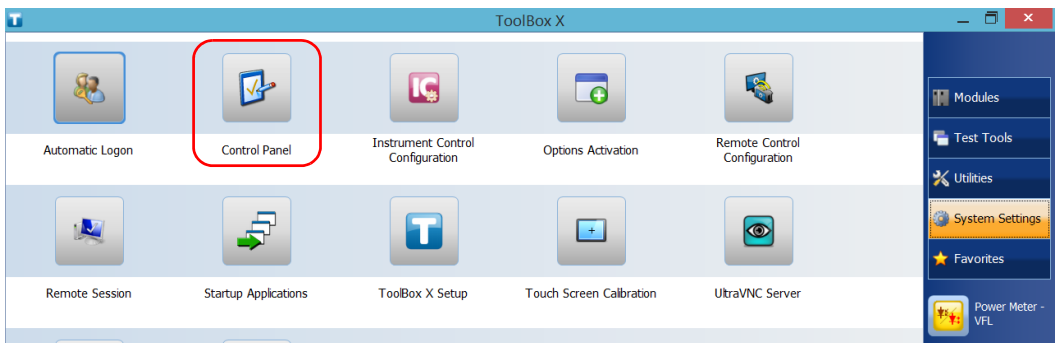 ToolBox X
Automatic Logon
Control Panel
Instrument Control
Configuration
Options Activation
Remote Control
Configuration
Remote Session
Startup Applications
ToolBox X Setup
Touch Screen Calibration
UltraVNC Server
Modules
Test Tools
Utilities
System Settings
Favorites
Power Meter -
VFL